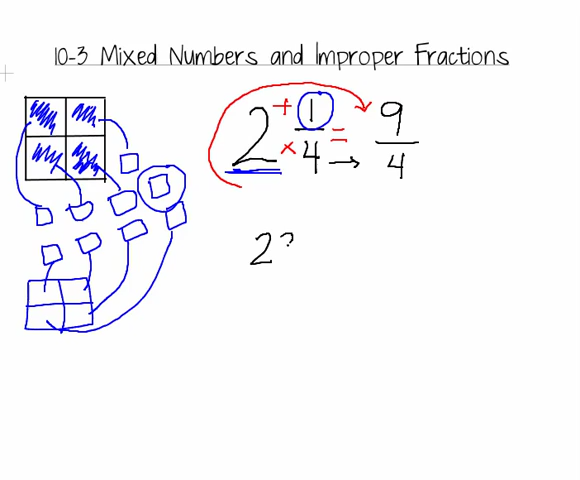 10-3 Mixed Numbers and Improper Fractions
2 + 1/4 × = → 9/4
2 ?